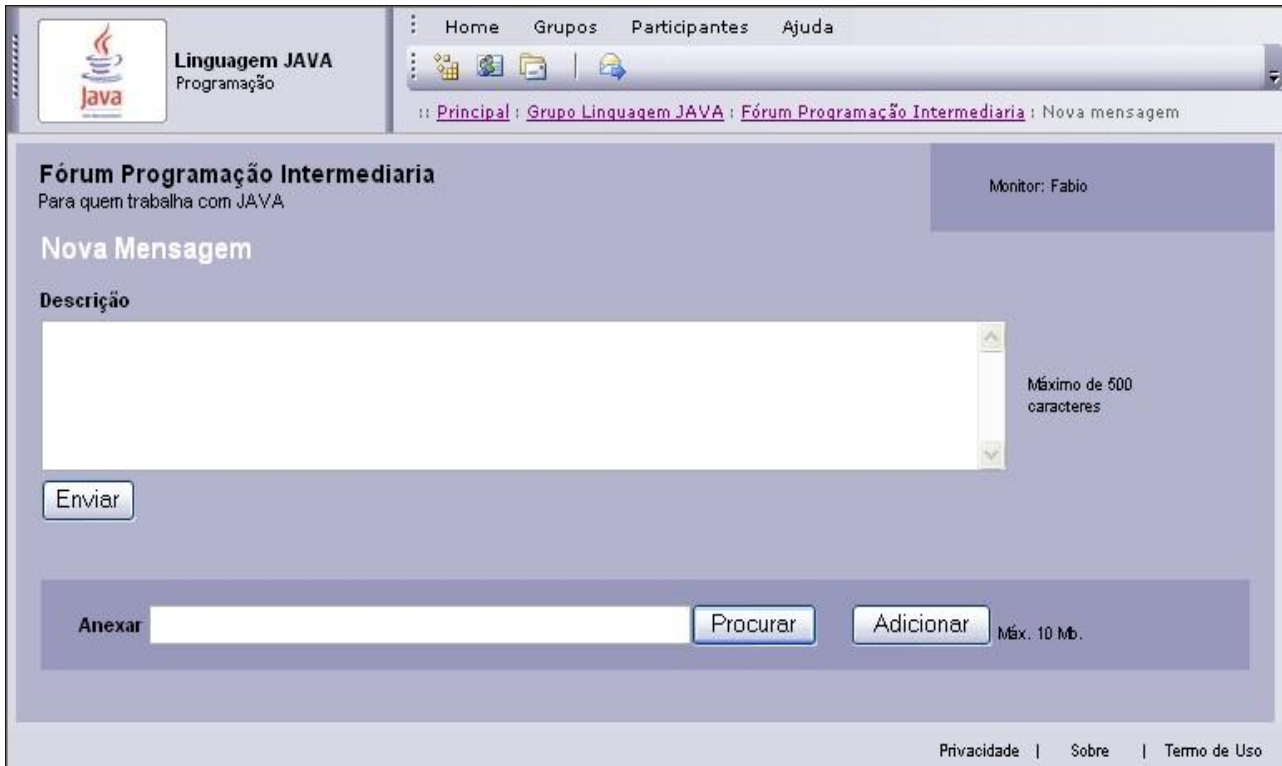 Java
Linguagem JAVA
Programação
Home Grupos Participantes Ajuda
:: Principal : Grupo Linguagem JAVA : Fórum Programação Intermediaria : Nova mensagem
Fórum Programação Intermediaria
Para quem trabalha com JAVA
Monitor: Fabio
Nova Mensagem
Descrição
Máximo de 500
caracteres
Enviar
Anexar Procurar Adicionar Máx. 10 Mb.
Privacidade | Sobre | Termo de Uso